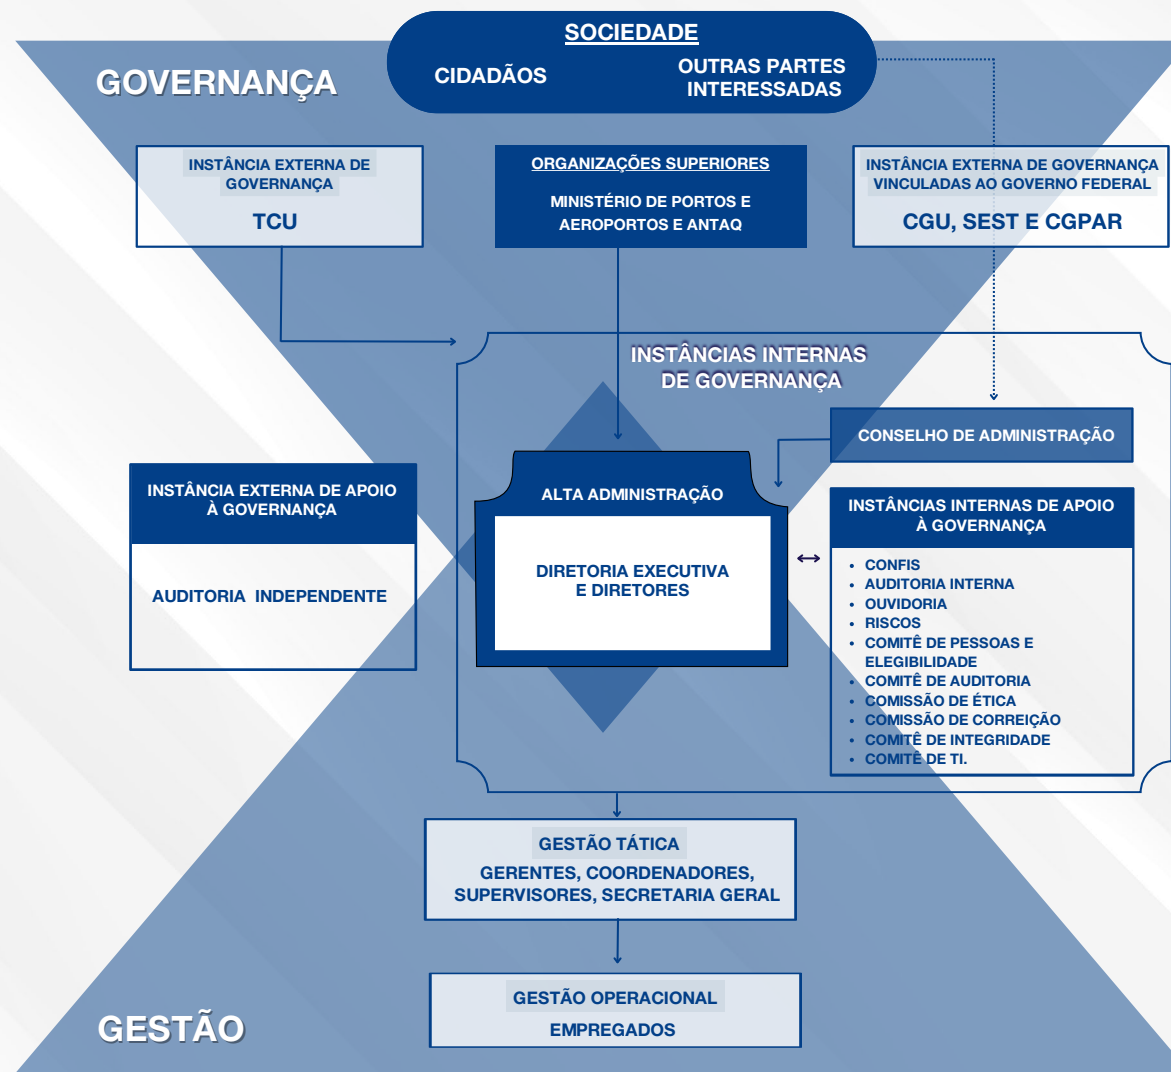 SOCIEDADE
CIDADÃOS
OUTRAS PARTES
INTERESSADAS
GOVERNANÇA
INSTÂNCIA EXTERNA DE
GOVERNANÇA
TCU
ORGANIZAÇÕES SUPERIORES
MINISTÉRIO DE PORTOS E
AEROPORTOS E ANTAQ
INSTÂNCIA EXTERNA DE GOVERNANÇA
VINCULADAS AO GOVERNO FEDERAL
CGU, SEST E CGPAR
INSTÂNCIAS INTERNAS
DE GOVERNANÇA
CONSELHO DE ADMINISTRAÇÃO
INSTÂNCIA EXTERNA DE APOIO
À GOVERNANÇA
AUDITORIA INDEPENDENTE
ALTA ADMINISTRAÇÃO
DIRETORIA EXECUTIVA
E DIRETORES
INSTÂNCIAS INTERNAS DE APOIO
À GOVERNANÇA
• CONFIS
• AUDITORIA INTERNA
• OUVIDORIA
• RISCOS
• COMITÊ DE PESSOAS E
ELEGIBILIDADE
• COMITÊ DE AUDITORIA
• COMISSÃO DE ÉTICA
• COMISSÃO DE CORREIÇÃO
• COMITÊ DE INTEGRIDADE
• COMITÊ DE TI.
GESTÃO TÁTICA
GERENTES, COORDENADORES,
SUPERVISORES, SECRETARIA GERAL
GESTÃO OPERACIONAL
EMPREGADOS
GESTÃO